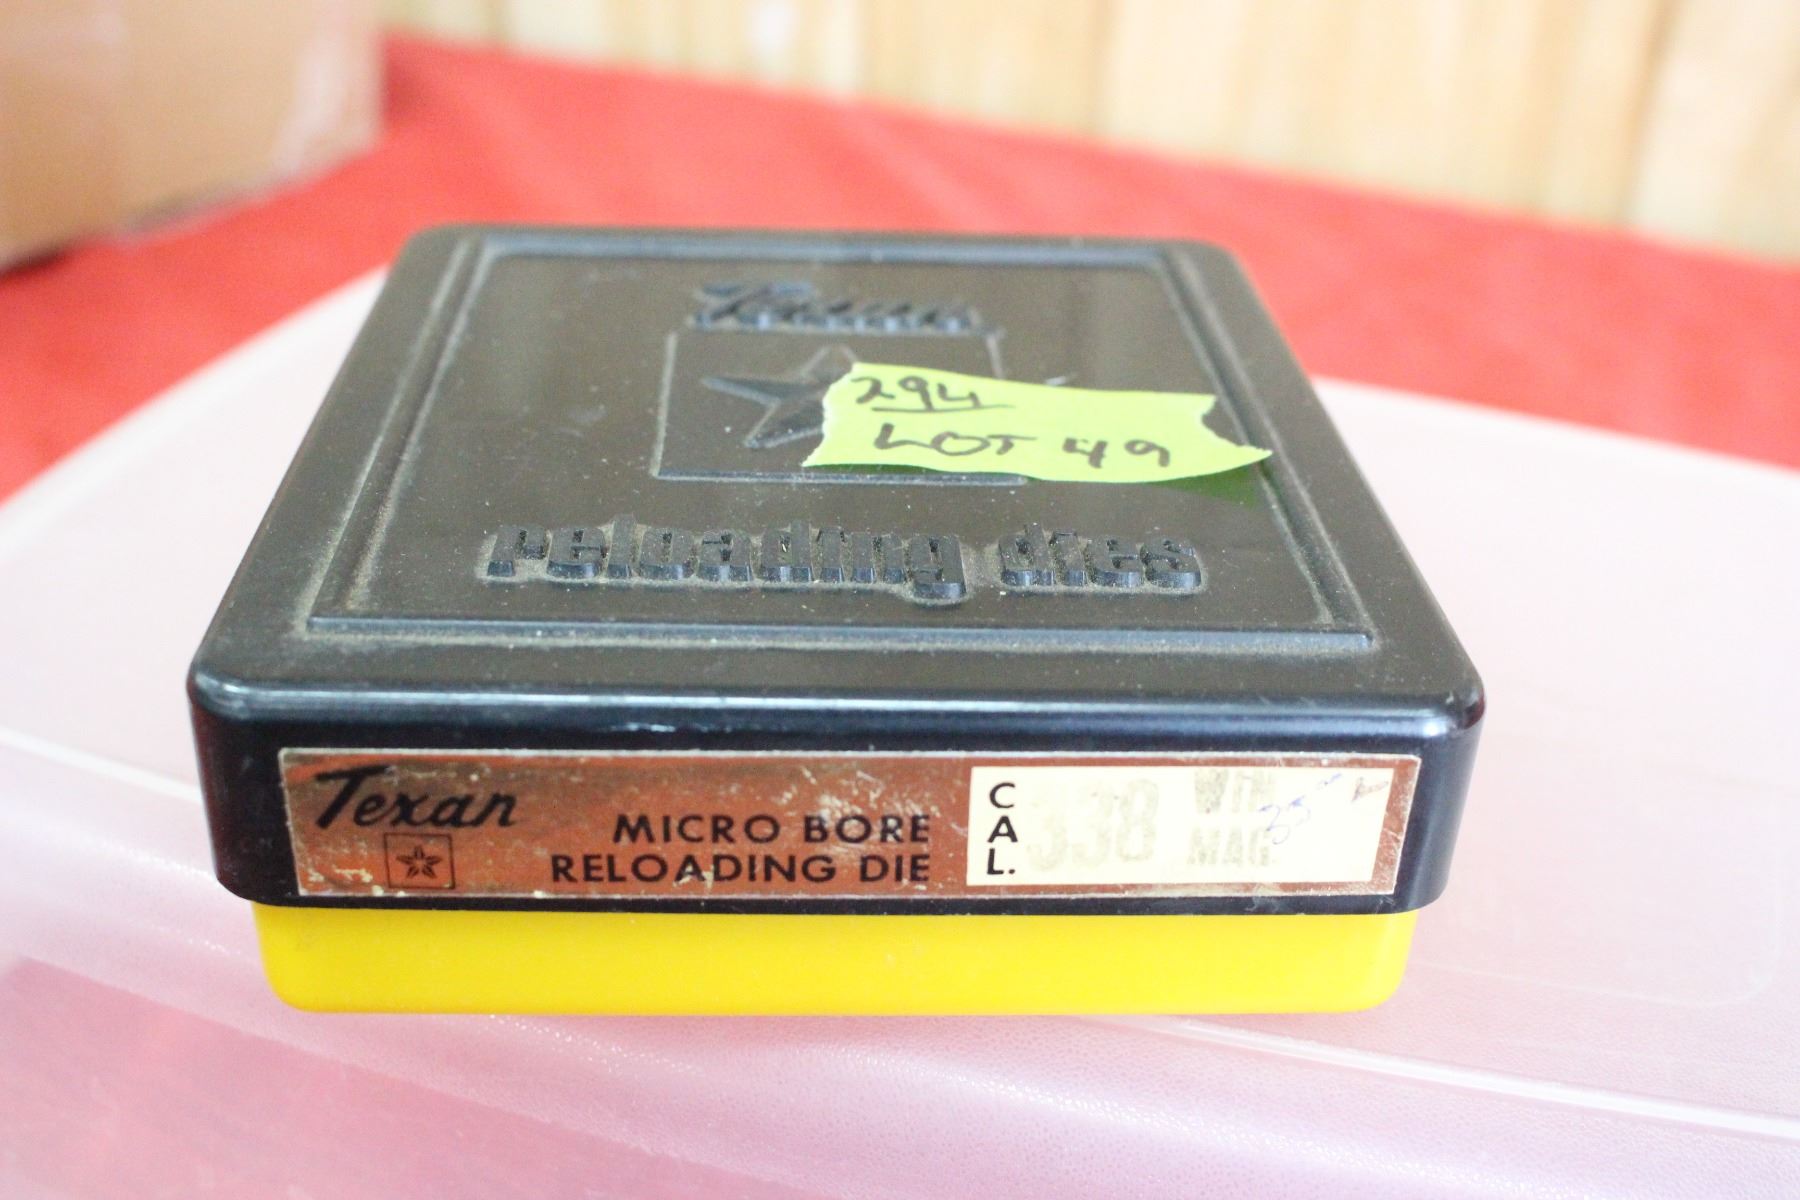 Texan
294
LOT 49
reloading dies
Texan
MICRO BORE
RELOADING DIE
CAL.
338 WIN
MAG.